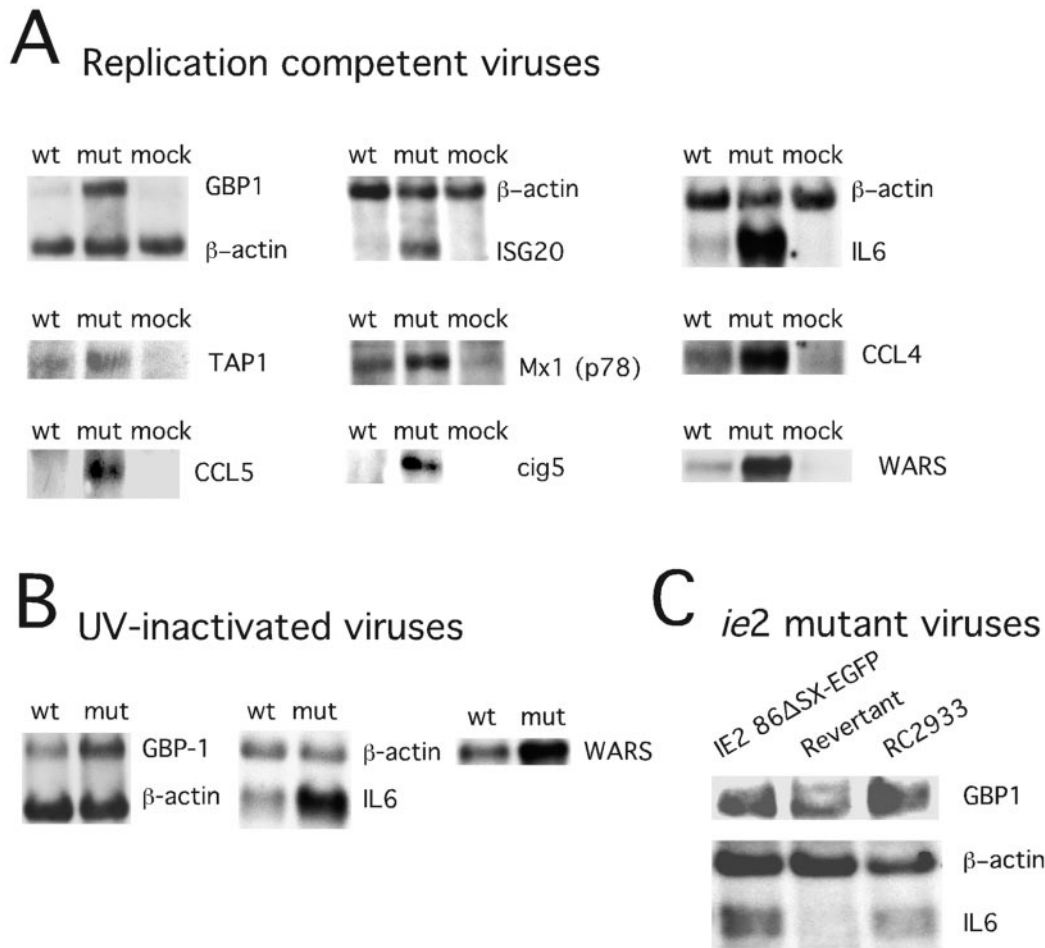 A Replication competent viruses
wt mut mock
GBP1
β–actin
wt mut mock
β–actin
ISG20
wt mut mock
β–actin
IL6
wt mut mock
TAP1
wt mut mock
Mx1 (p78)
wt mut mock
CCL4
wt mut mock
CCL5
wt mut mock
cig5
wt mut mock
WARS
B UV-inactivated viruses
wt mut
GBP-1
β–actin
wt mut
β–actin
IL6
wt mut
WARS
C ie2 mutant viruses
IE2 86ΔSX-EGFP
Revertant
RC2933
GBP1
β–actin
IL6